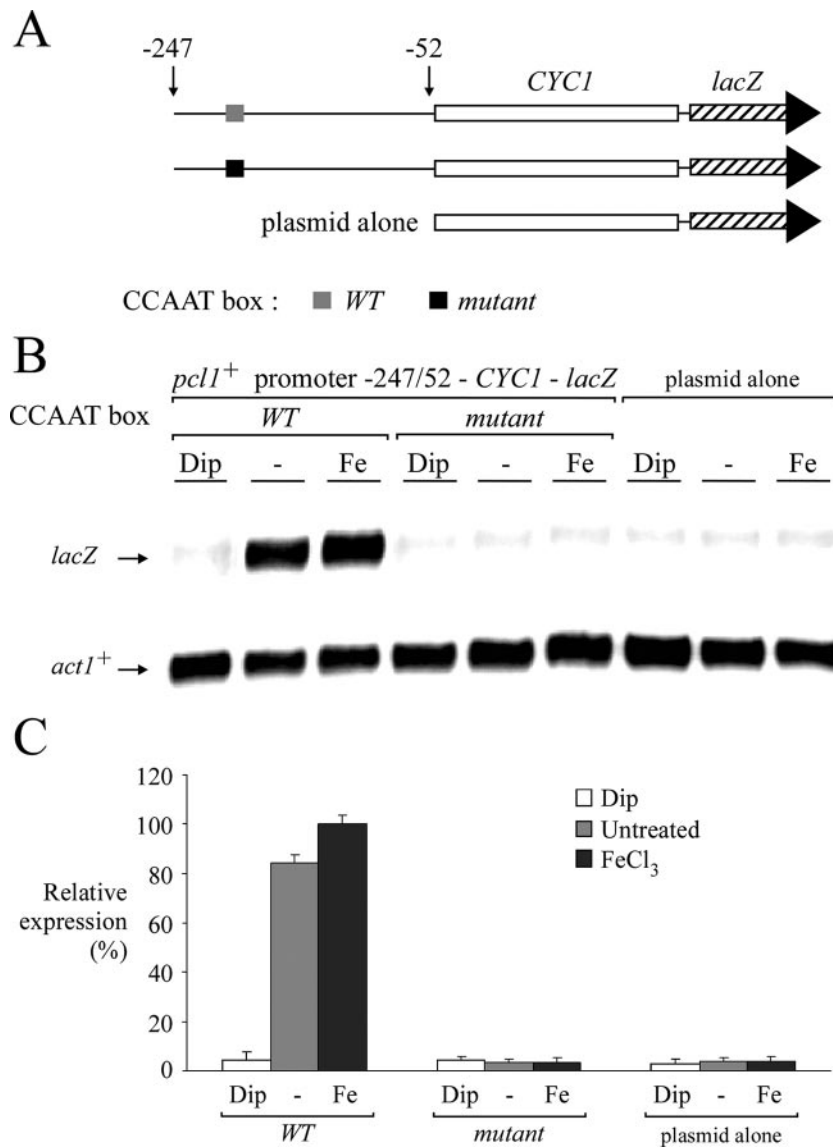 A
-247 -52
CYC1 lacZ
plasmid alone
CCAAT box : WT mutant
B
pcl1+ promoter -247/52 - CYC1 - lacZ plasmid alone
CCAAT box WT mutant
Dip - Fe Dip - Fe Dip - Fe
lacZ
act1+
C
120
100
80
60
40
20
0
Relative
expression
(%)
Dip
Untreated
FeCl3
Dip - Fe Dip - Fe Dip - Fe
WT mutant plasmid alone